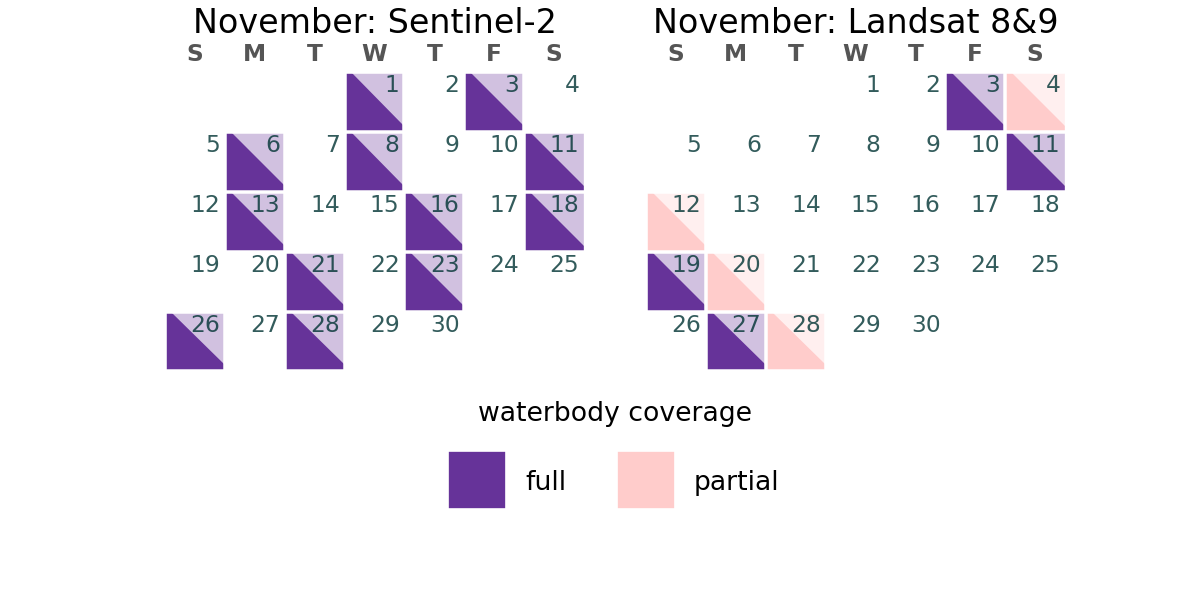 November: Sentinel-2
S M T W T F S
1 2 3 4
5 6 7 8 9 10 11
12 13 14 15 16 17 18
19 20 21 22 23 24 25
26 27 28 29 30
November: Landsat 8&9
S M T W T F S
1 2 3 4
5 6 7 8 9 10 11
12 13 14 15 16 17 18
19 20 21 22 23 24 25
26 27 28 29 30
waterbody coverage
full partial